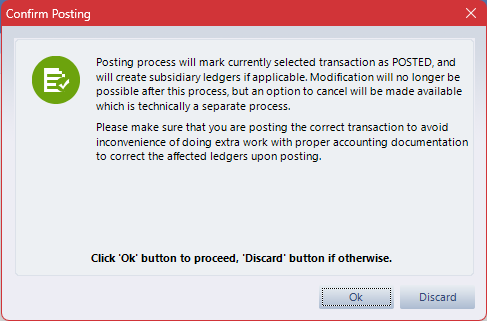 Confirm Posting
Posting process will mark currently selected transaction as POSTED, and
will create subsidiary ledgers if applicable. Modification will no longer be
possible after this process, but an option to cancel will be made available
which is technically a separate process.
Please make sure that you are posting the correct transaction to avoid
inconvenience of doing extra work with proper accounting documentation
to correct the affected ledgers upon posting.
Click 'Ok' button to proceed, 'Discard' button if otherwise.
Ok
Discard